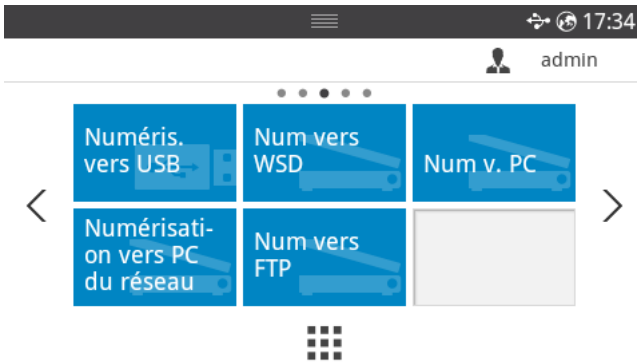 17:34
admin
Numéris.
vers USB
Num vers
WSD
Num v. PC
Numérisati-
on vers PC
du réseau
Num vers
FTP